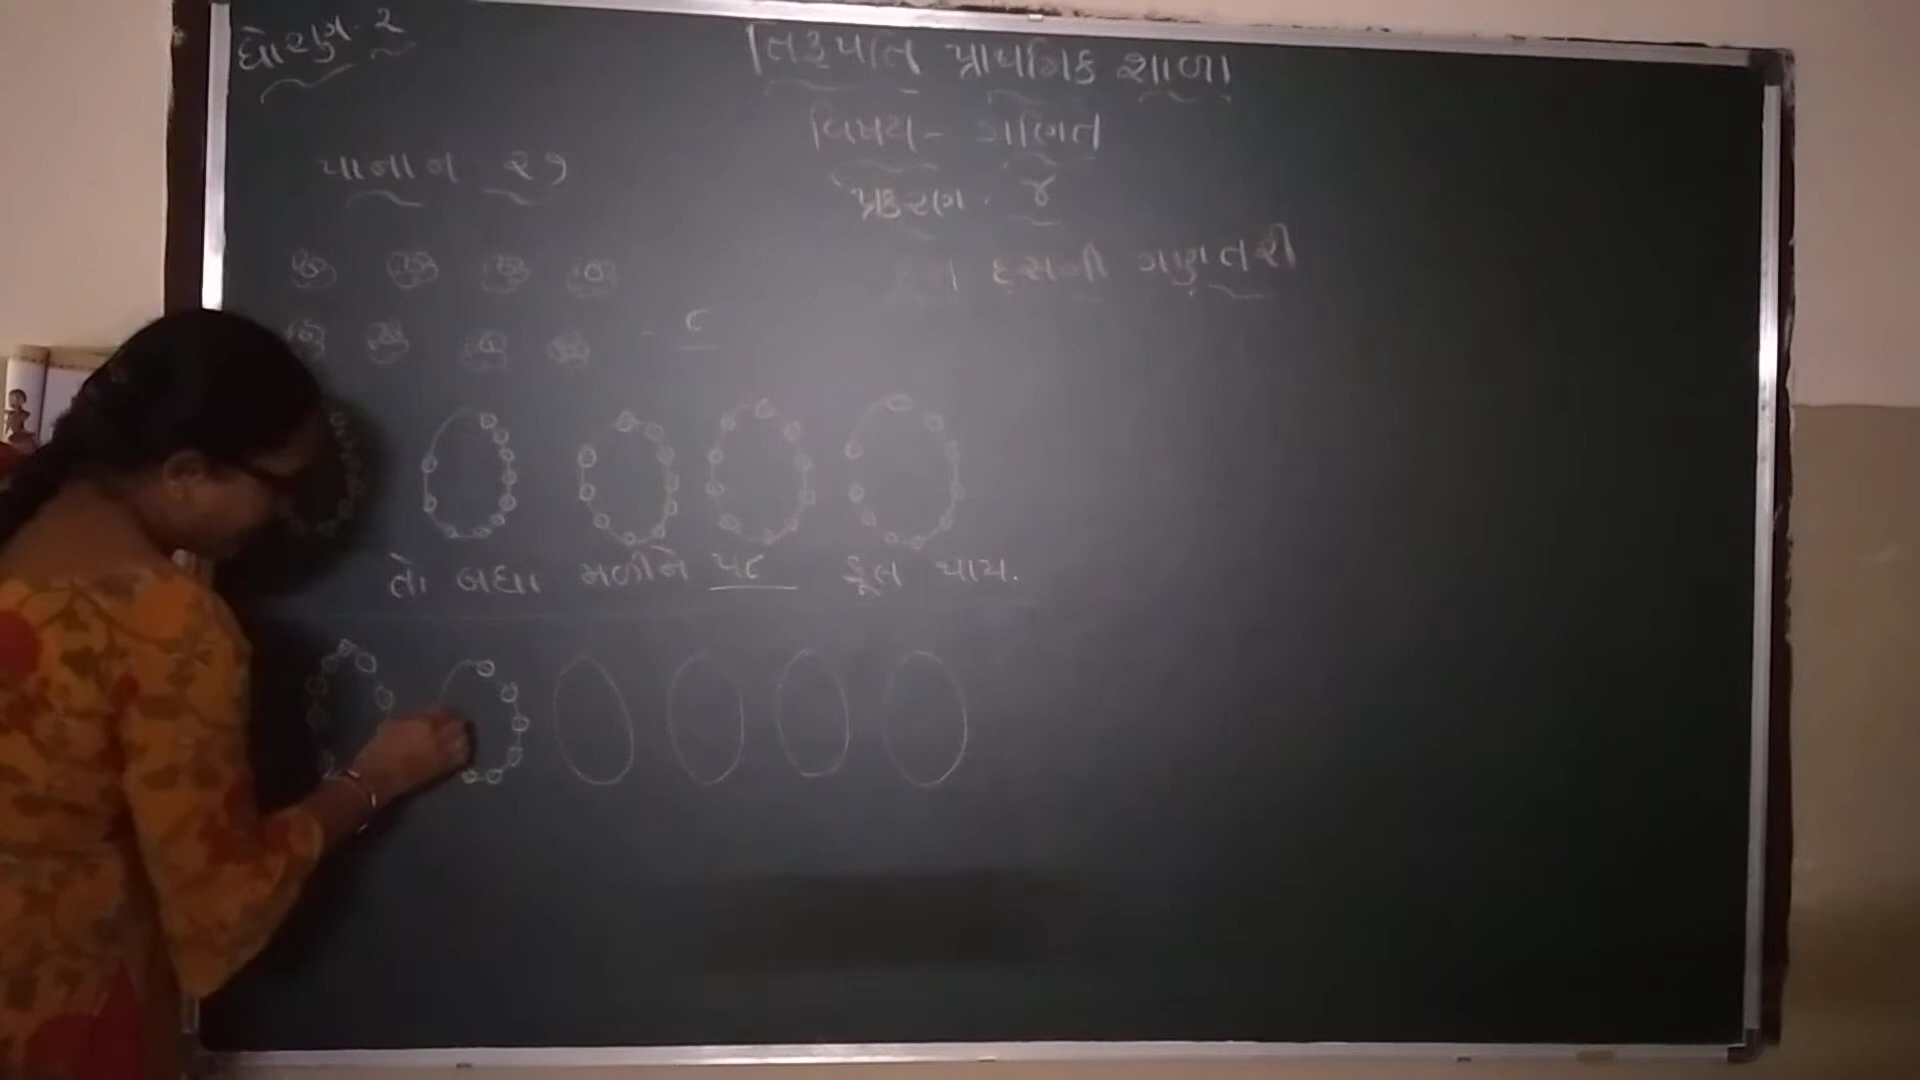 ધોરણ. ૨
તિરૂપતિ પ્રાથમિક શાળા
વિષય - ગણિત
પાના નં ૨૭
પ્રકરણ. ૪
દસની ગણતરી
- ૮
તો બધા મળીને ૫૮ ફૂલ થાય.